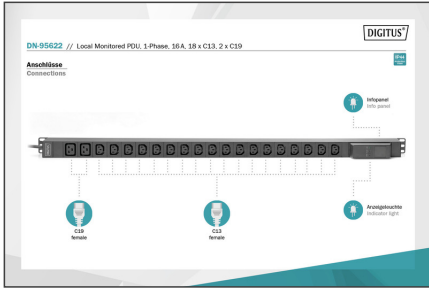 DIGITUS®
DN-95622 // Local Monitored PDU, 1-Phase, 16 A, 18 x C13, 2 x C19
Anschlüsse
Connections
Infopanel
Info panel
Anzeigeleuchte
Indicator light
C19
female
C13
female